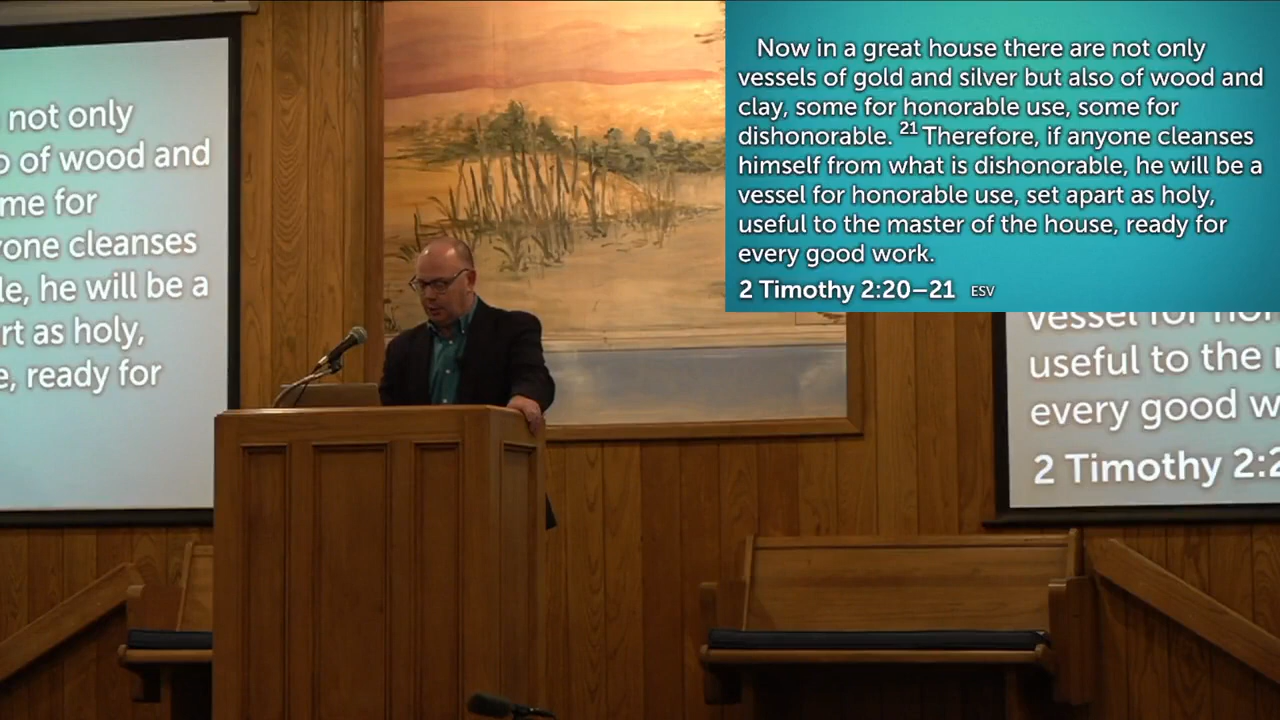 not only
of wood and
me for
yone cleanses
le, he will be a
rt as holy,
e, ready for
Now in a great house there are not only
vessels of gold and silver but also of wood and
clay, some for honorable use, some for
dishonorable. 21 Therefore, if anyone cleanses
himself from what is dishonorable, he will be a
vessel for honorable use, set apart as holy,
useful to the master of the house, ready for
every good work.
2 Timothy 2:20–21 ESV
vessel for hon
useful to the
every good w
2 Timothy 2:2